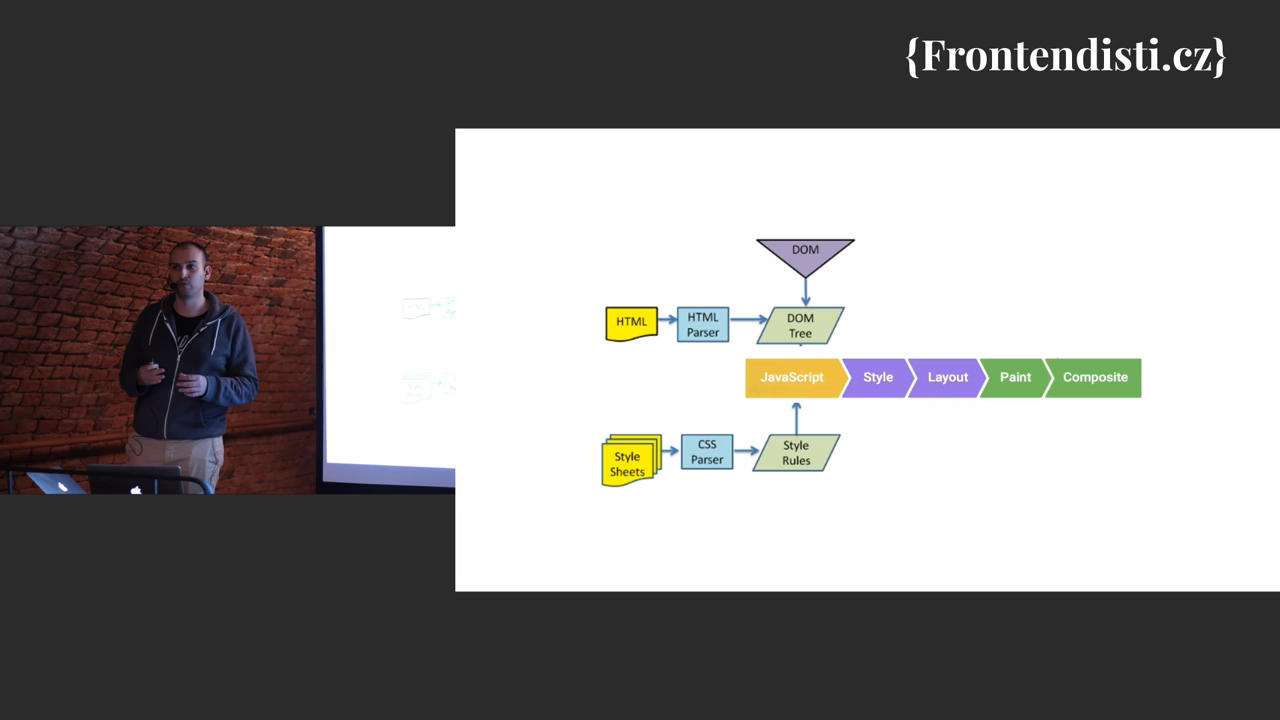 {Frontendisti.cz}
DOM
HTML
HTML
Parser
DOM
Tree
JavaScript
Style
Layout
Paint
Composite
Style
Sheets
CSS
Parser
Style
Rules